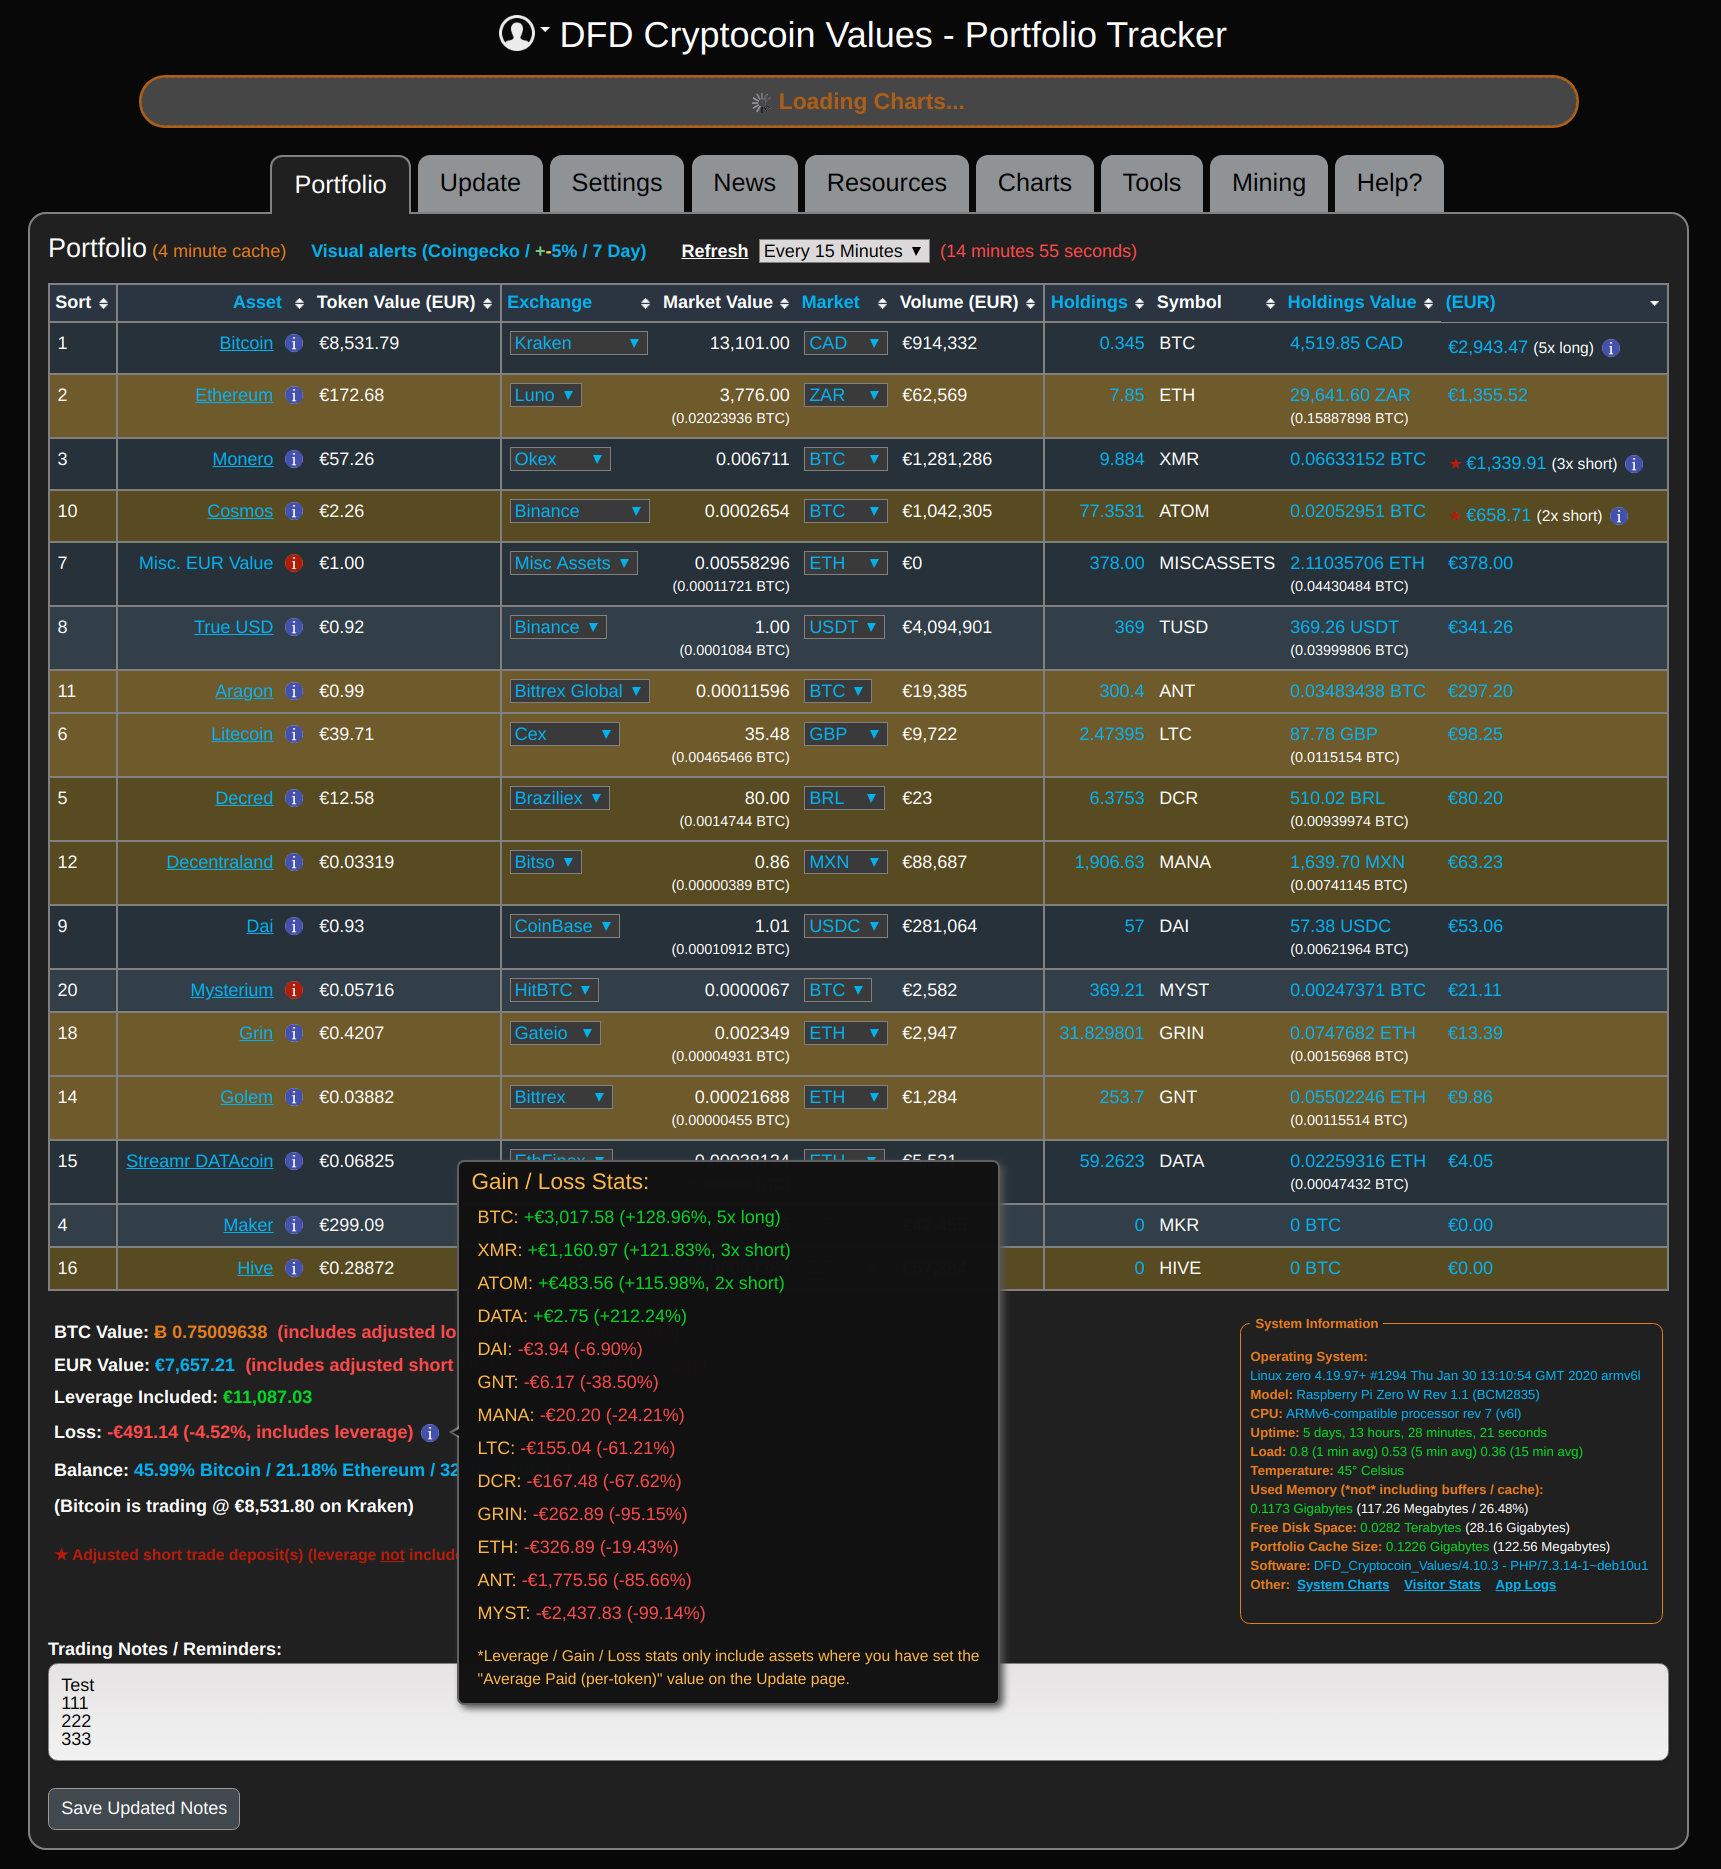 DFD Cryptocoin Values - Portfolio Tracker
Loading Charts...
Portfolio Update Settings News Resources Charts Tools Mining Help?
Portfolio (4 minute cache) Visual alerts (Coingecko / +-5% / 7 Day) Refresh Every 15 Minutes ▼ (14 minutes 55 seconds)
Sort Asset Token Value (EUR) Exchange Market Value Market Volume (EUR) Holdings Symbol Holdings Value (EUR)
1 Bitcoin i €8,531.79 Kraken ▼ 13,101.00 CAD ▼ €914,332 0.345 BTC 4,519.85 CAD €2,943.47 (5x long) i
2 Ethereum i €172.68 Luno ▼ 3,776.00 ZAR ▼ €62,569 7.85 ETH 29,641.60 ZAR €1,355.52
(0.02023936 BTC) (0.15887898 BTC)
3 Monero i €57.26 Okex ▼ 0.006711 BTC ▼ €1,281,286 9.884 XMR 0.06633152 BTC ★ €1,339.91 (3x short) i
10 Cosmos i €2.26 Binance ▼ 0.0002654 BTC ▼ €1,042,305 77.3531 ATOM 0.02052951 BTC ★ €658.71 (2x short) i
7 Misc. EUR Value i €1.00 Misc Assets ▼ 0.00558296 ETH ▼ €0 378.00 MISCASSETS 2.11035706 ETH €378.00
(0.00011721 BTC) (0.04430484 BTC)
8 True USD i €0.92 Binance ▼ 1.00 USDT ▼ €4,094,901 369 TUSD 369.26 USDT €341.26
(0.0001084 BTC) (0.03999806 BTC)
11 Aragon i €0.99 Bittrex Global ▼ 0.00011596 BTC ▼ €19,385 300.4 ANT 0.03483438 BTC €297.20
6 Litecoin i €39.71 Cex ▼ 35.48 GBP ▼ €9,722 2.47395 LTC 87.78 GBP €98.25
(0.00465466 BTC) (0.0115154 BTC)
5 Decred i €12.58 Braziliex ▼ 80.00 BRL ▼ €23 6.3753 DCR 510.02 BRL €80.20
(0.0014744 BTC) (0.00939974 BTC)
12 Decentraland i €0.03319 Bitso ▼ 0.86 MXN ▼ €88,687 1,906.63 MANA 1,639.70 MXN €63.23
(0.00000389 BTC) (0.00741145 BTC)
9 Dai i €0.93 CoinBase ▼ 1.01 USDC ▼ €281,064 57 DAI 57.38 USDC €53.06
(0.00010912 BTC) (0.00621964 BTC)
20 Mysterium i €0.05716 HitBTC ▼ 0.0000067 BTC ▼ €2,582 369.21 MYST 0.00247371 BTC €21.11
18 Grin i €0.4207 Gateio ▼ 0.002349 ETH ▼ €2,947 31.829801 GRIN 0.0747682 ETH €13.39
(0.00004931 BTC) (0.00156968 BTC)
14 Golem i €0.03882 Bittrex ▼ 0.00021688 ETH ▼ €1,284 253.7 GNT 0.05502246 ETH €9.86
(0.00000455 BTC) (0.00115514 BTC)
15 Streamr DATAcoin i €0.06825 59.2623 DATA 0.02259316 ETH €4.05
(0.00047432 BTC)
4 Maker i €299.09 0 MKR 0 BTC €0.00
16 Hive i €0.28872 0 HIVE 0 BTC €0.00
Gain / Loss Stats:
BTC: +€3,017.58 (+128.96%, 5x long)
XMR: +€1,160.97 (+121.83%, 3x short)
ATOM: +€483.56 (+115.98%, 2x short)
DATA: +€2.75 (+212.24%)
DAI: -€3.94 (-6.90%)
GNT: -€6.17 (-38.50%)
MANA: -€20.20 (-24.21%)
LTC: -€155.04 (-61.21%)
DCR: -€167.48 (-67.62%)
GRIN: -€262.89 (-95.15%)
ETH: -€326.89 (-19.43%)
ANT: -€1,775.56 (-85.66%)
MYST: -€2,437.83 (-99.14%)
*Leverage / Gain / Loss stats only include assets where you have set the
"Average Paid (per-token)" value on the Update page.
BTC Value: Ƀ 0.75009638 (includes adjusted lo
EUR Value: €7,657.21 (includes adjusted short
Leverage Included: €11,087.03
Loss: -€491.14 (-4.52%, includes leverage) i
Balance: 45.99% Bitcoin / 21.18% Ethereum / 32
(Bitcoin is trading @ €8,531.80 on Kraken)
★ Adjusted short trade deposit(s) (leverage not include
System Information
Operating System:
Linux zero 4.19.97+ #1294 Thu Jan 30 13:10:54 GMT 2020 armv6l
Model: Raspberry Pi Zero W Rev 1.1 (BCM2835)
CPU: ARMv6-compatible processor rev 7 (v6l)
Uptime: 5 days, 13 hours, 28 minutes, 21 seconds
Load: 0.8 (1 min avg) 0.53 (5 min avg) 0.36 (15 min avg)
Temperature: 45° Celsius
Used Memory (*not* including buffers / cache):
0.1173 Gigabytes (117.26 Megabytes / 26.48%)
Free Disk Space: 0.0282 Terabytes (28.16 Gigabytes)
Portfolio Cache Size: 0.1226 Gigabytes (122.56 Megabytes)
Software: DFD_Cryptocoin_Values/4.10.3 - PHP/7.3.14-1~deb10u1
Other: System Charts Visitor Stats App Logs
Trading Notes / Reminders:
Test
111
222
333
Save Updated Notes